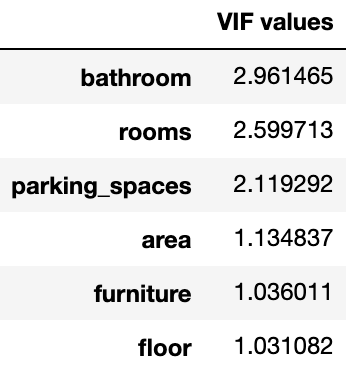 VIF values
bathroom 2.961465
rooms 2.599713
parking_spaces 2.119292
area 1.134837
furniture 1.036011
floor 1.031082